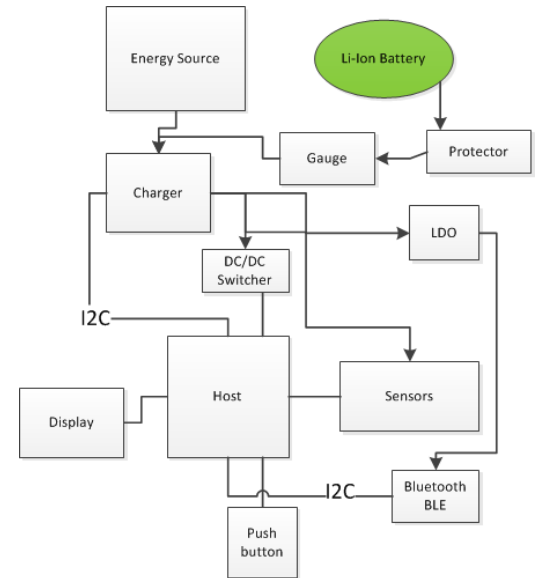 Energy Source
Li-Ion Battery
Gauge
Protector
Charger
LDO
DC/DC
Switcher
I2C
Host
Sensors
Display
Bluetooth
BLE
I2C
Push
button